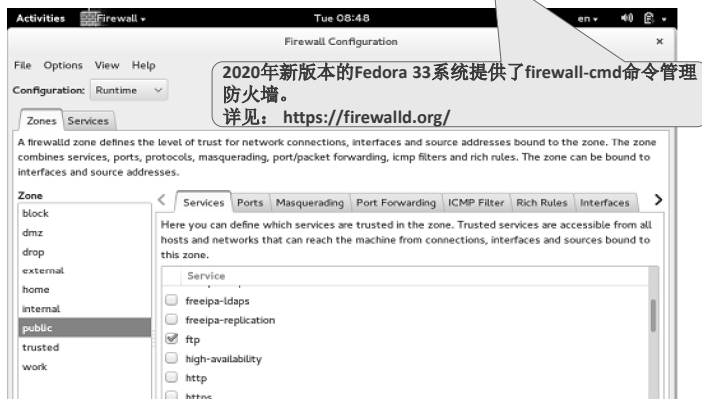 Activities Firewall Tue 08:48 en
Firewall Configuration ×
File Options View Help
Configuration: Runtime
2020年新版本的Fedora 33系统提供了firewall-cmd命令管理
防火墙。
详见： https://firewalld.org/
Zones Services
A firewalld zone defines the level of trust for network connections, interfaces and source addresses bound to the zone. The zone
combines services, ports, protocols, masquerading, port/packet forwarding, icmp filters and rich rules. The zone can be bound to
interfaces and source addresses.
Zone
block
dmz
drop
external
home
internal
public
trusted
work
Services Ports Masquerading Port Forwarding ICMP Filter Rich Rules Interfaces
Here you can define which services are trusted in the zone. Trusted services are accessible from all
hosts and networks that can reach the machine from connections, interfaces and sources bound to
this zone.
Service
freeipa-ldaps
freeipa-replication
ftp
high-availability
http
https